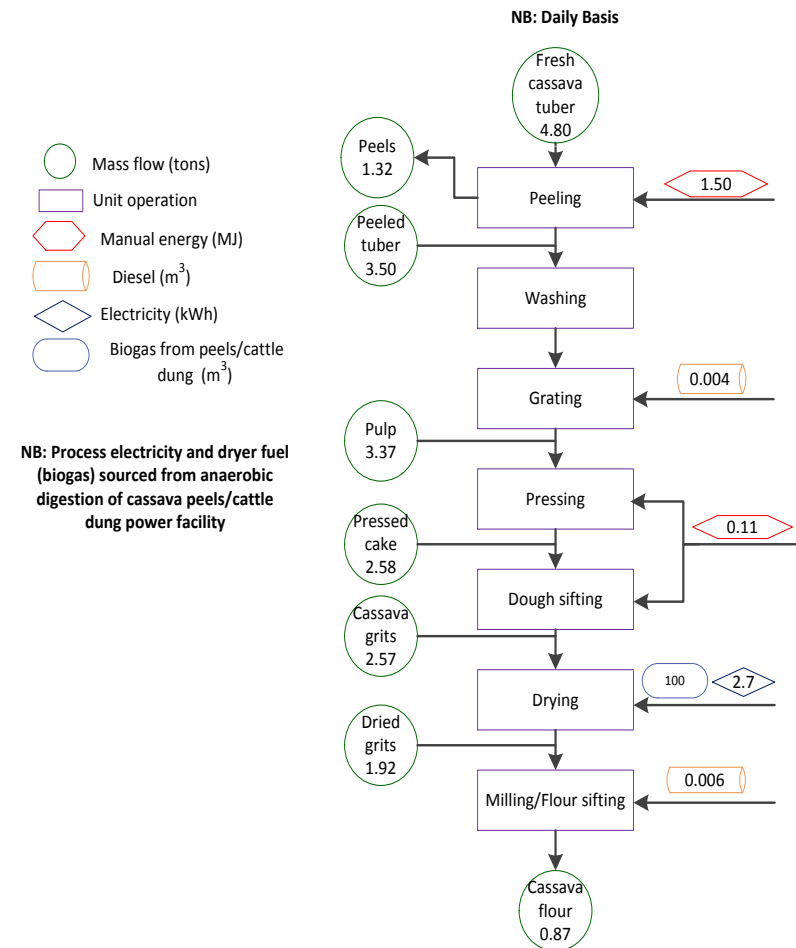 NB: Daily Basis
Fresh
cassava
tuber
4.80
Peels
1.32
Mass flow (tons)
Unit operation
Manual energy (MJ)
Diesel (m³)
Electricity (kWh)
Biogas from peels/cattle
dung (m³)
NB: Process electricity and dryer fuel
(biogas) sourced from anaerobic
digestion of cassava peels/cattle
dung power facility
Peeling
1.50
Peeled
tuber
3.50
Washing
Grating
0.004
Pulp
3.37
Pressing
0.11
Pressed
cake
2.58
Dough sifting
Cassava
grits
2.57
Drying
100
2.7
Dried
grits
1.92
Milling/Flour sifting
0.006
Cassava
flour
0.87